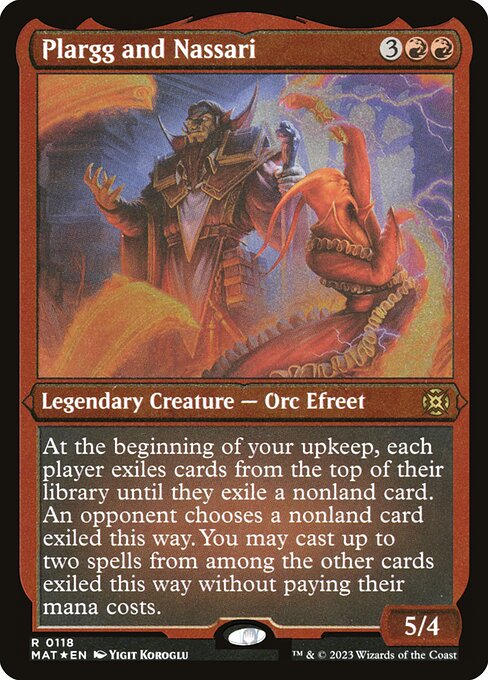 Plargg and Nassari 3
Legendary Creature — Orc Efreet
At the beginning of your upkeep, each
player exiles cards from the top of their
library until they exile a nonland card.
An opponent chooses a nonland card
exiled this way. You may cast up to
two spells from among the other cards
exiled this way without paying their
mana costs.
5/4
R 0118
MAT★EN Yigit Koroglu ™ & © 2023 Wizards of the Coast